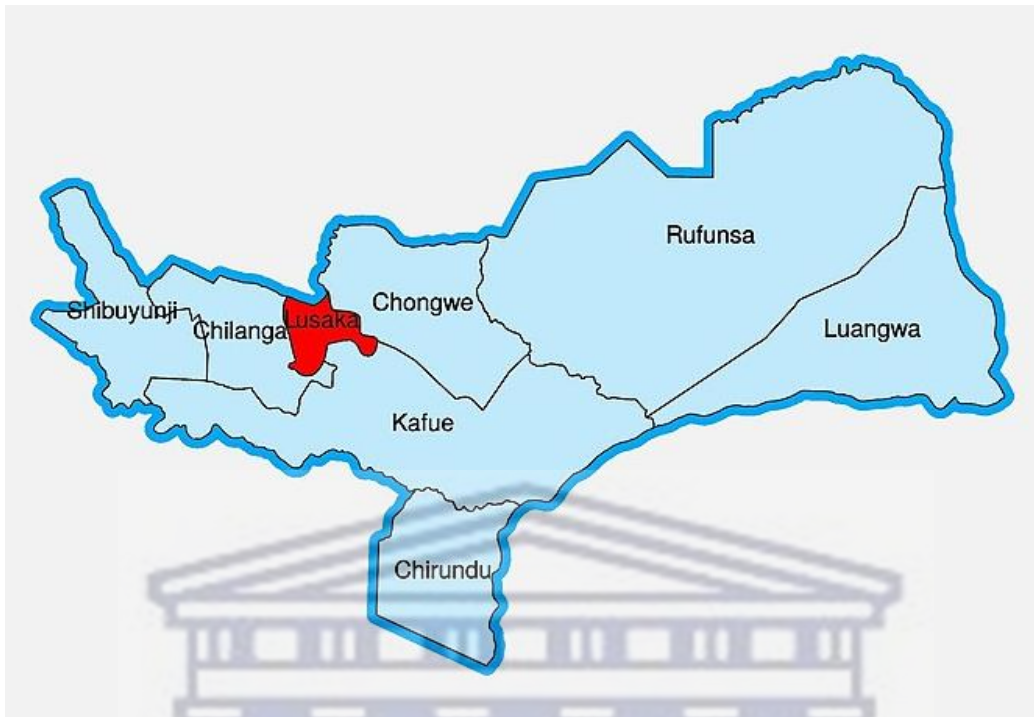 Rufunsa
Shibuyunji
Chilanga
Lusaka
Chongwe
Luangwa
Kafue
Chirundu